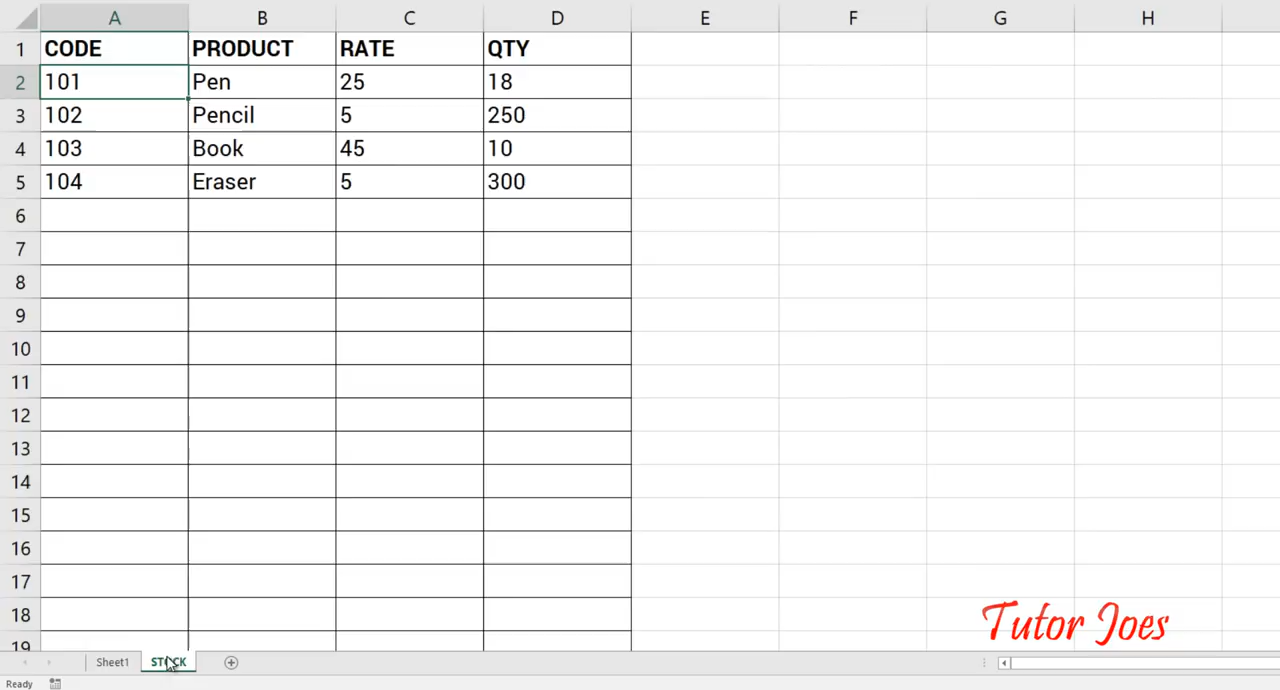 A B C D E F G H
1 CODE PRODUCT RATE QTY
2 101 Pen 25 18
3 102 Pencil 5 250
4 103 Book 45 10
5 104 Eraser 5 300
6
7
8
9
10
11
12
13
14
15
16
17
18
19
Tutor Joes
Sheet1 STOCK
Ready